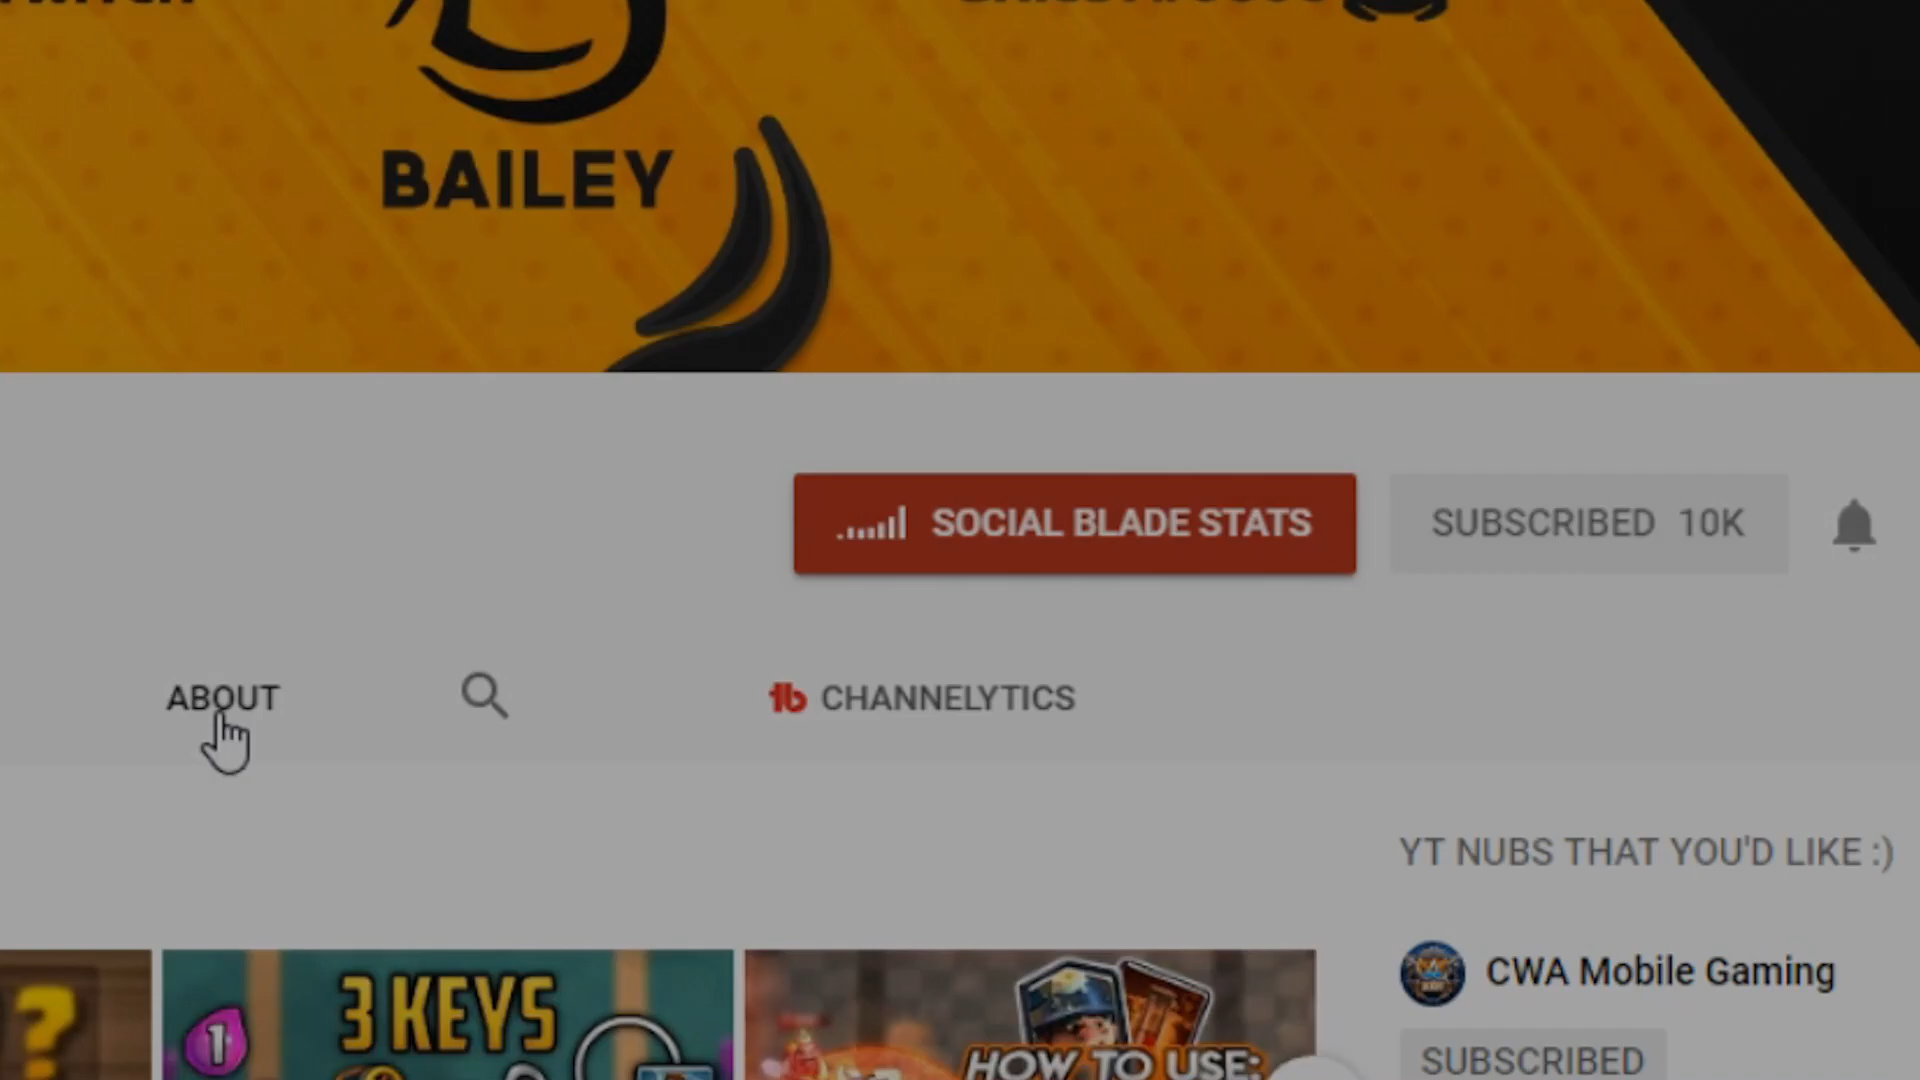 BAILEY
SOCIAL BLADE STATS
SUBSCRIBED 10K
ABOUT
CHANNELYTICS
YT NUBS THAT YOU'D LIKE :)
CWA Mobile Gaming
SUBSCRIBED
?
1
3 KEYS
HOW TO USE: